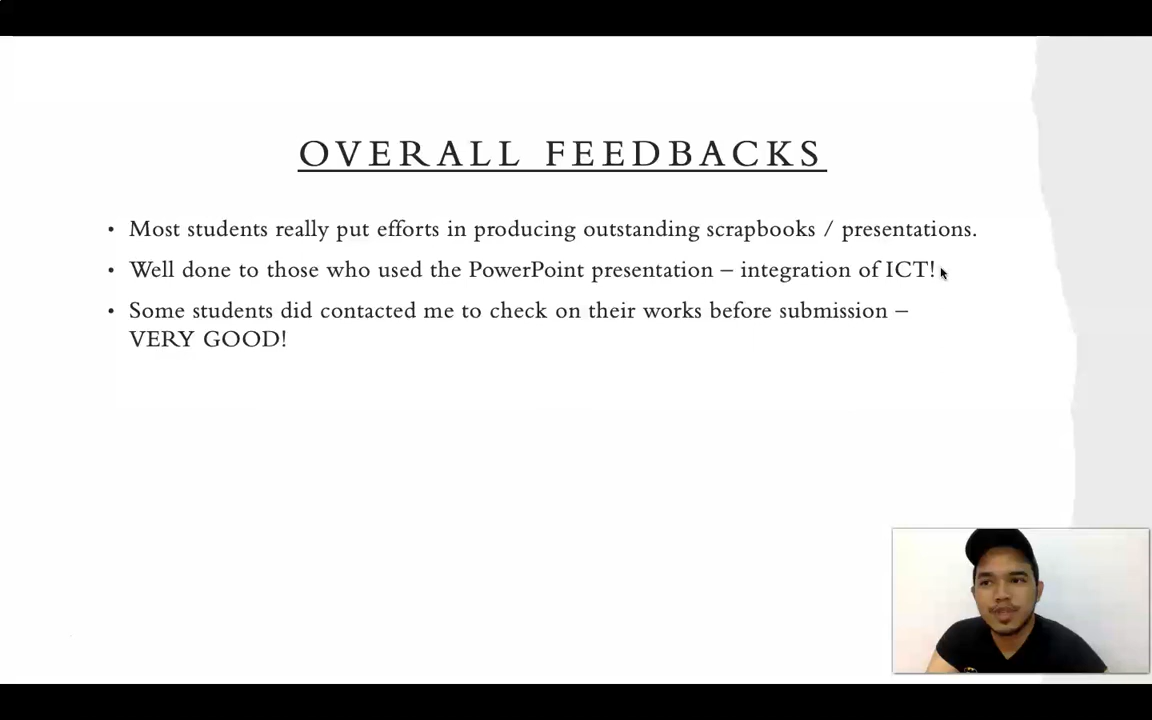 OVERALL FEEDBACKS
• Most students really put efforts in producing outstanding scrapbooks / presentations.
• Well done to those who used the PowerPoint presentation – integration of ICT!
• Some students did contacted me to check on their works before submission –
VERY GOOD!